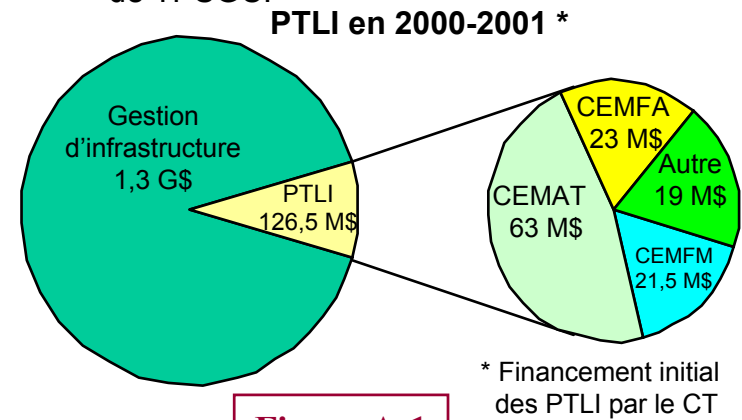 PTLI en 2000-2001 *
Gestion
d'infrastructure
1,3 G$
PTLI
126,5 M$
CEMFA
23 M$
Autre
19 M$
CEMAT
63 M$
CEMFM
21,5 M$
* Financement initial
des PTLI par le CT